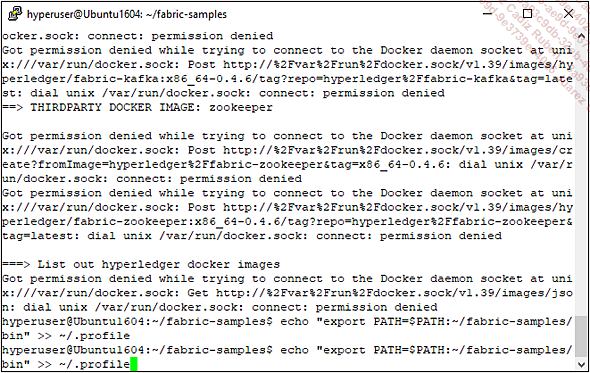 hyperuser@Ubuntu1604: ~/fabric-samples
ocker.sock: connect: permission denied
Got permission denied while trying to connect to the Docker daemon socket at uni
x:///var/run/docker.sock: Post http://%2Fvar%2Frun%2Fdocker.sock/v1.39/images/hy
perledger/fabric-kafka:x86_64-0.4.6/tag?repo=hyperledger%2Ffabric-kafka&tag=late
st: dial unix /var/run/docker.sock: connect: permission denied
==> THIRDPARTY DOCKER IMAGE: zookeeper
Got permission denied while trying to connect to the Docker daemon socket at uni
x:///var/run/docker.sock: Post http://%2Fvar%2Frun%2Fdocker.sock/v1.39/images/cr
eate?fromImage=hyperledger%2Ffabric-zookeeper&tag=x86_64-0.4.6: dial unix /var/r
un/docker.sock: connect: permission denied
Got permission denied while trying to connect to the Docker daemon socket at uni
x:///var/run/docker.sock: Post http://%2Fvar%2Frun%2Fdocker.sock/v1.39/images/hy
perledger/fabric-zookeeper:x86_64-0.4.6/tag?repo=hyperledger%2Ffabric-zookeeper&
tag=latest: dial unix /var/run/docker.sock: connect: permission denied
===> List out hyperledger docker images
Got permission denied while trying to connect to the Docker daemon socket at uni
x:///var/run/docker.sock: Get http://%2Fvar%2Frun%2Fdocker.sock/v1.39/images/jso
n: dial unix /var/run/docker.sock: connect: permission denied
hyperuser@Ubuntu1604:~/fabric-samples$ echo "export PATH=$PATH:~/fabric-samples/
bin" >> ~/.profile
hyperuser@Ubuntu1604:~/fabric-samples$ echo "export PATH=$PATH:~/fabric-samples/
bin" >> ~/.profile